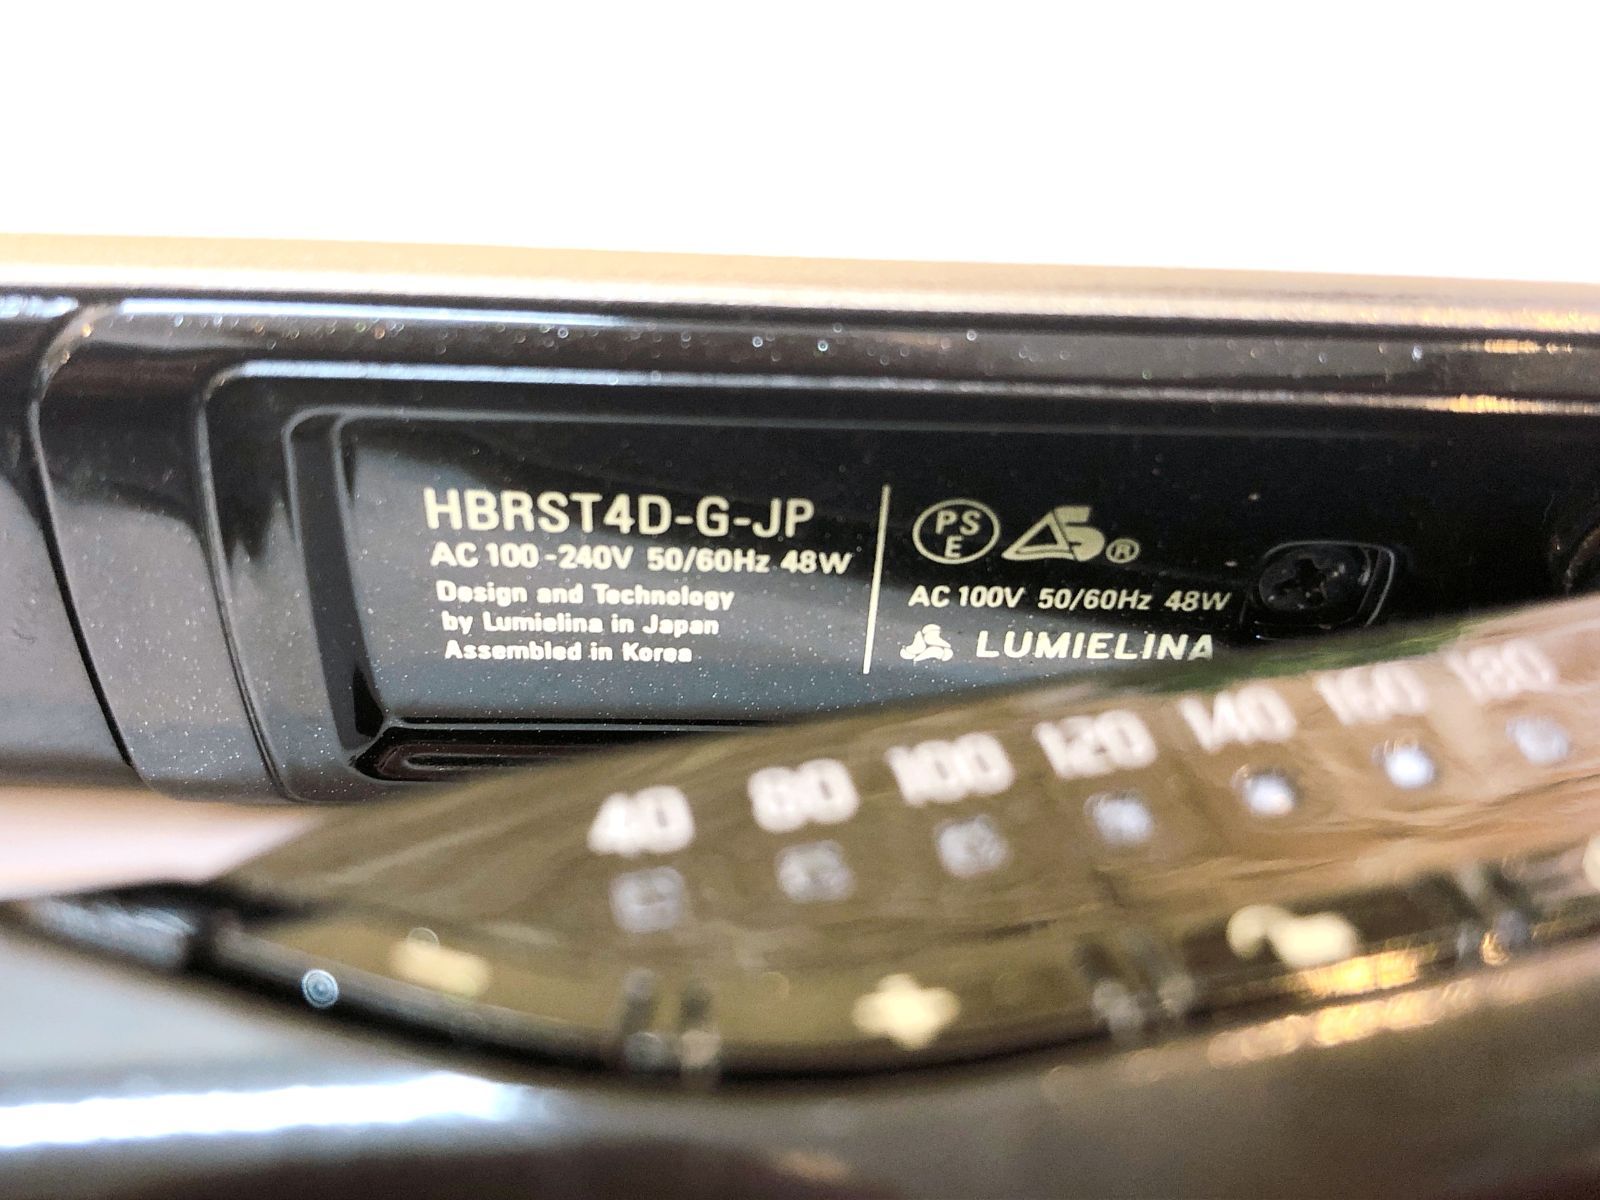 HBRST4D-G-JP
AC 100-240V 50/60Hz 48W
Design and Technology
by Lumielina in Japan
Assembled in Korea
PSE
®
AC 100V 50/60Hz 48W
LUMIELINA
40 80 100 120 140 160 180